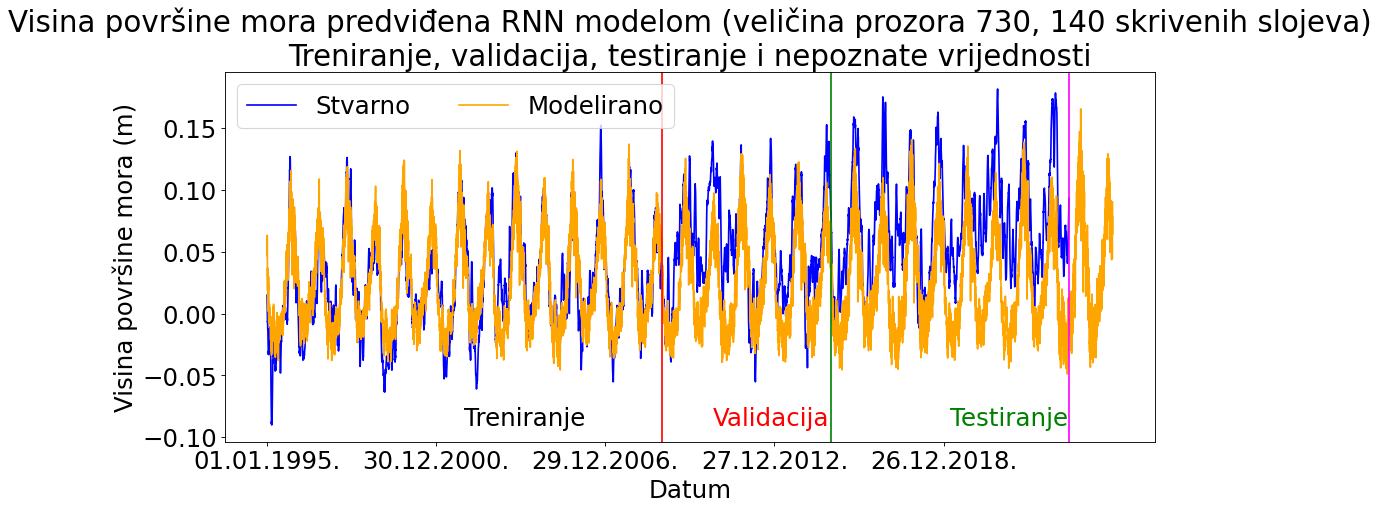 Visina površine mora predviđena RNN modelom (veličina prozora 730, 140 skrivenih slojeva)
Treniranje, validacija, testiranje i nepoznate vrijednosti
Stvarno Modelirano
Visina površine mora (m)
0.15
0.10
0.05
0.00
−0.05
−0.10
Treniranje Validacija Testiranje
01.01.1995. 30.12.2000. 29.12.2006. 27.12.2012. 26.12.2018.
Datum